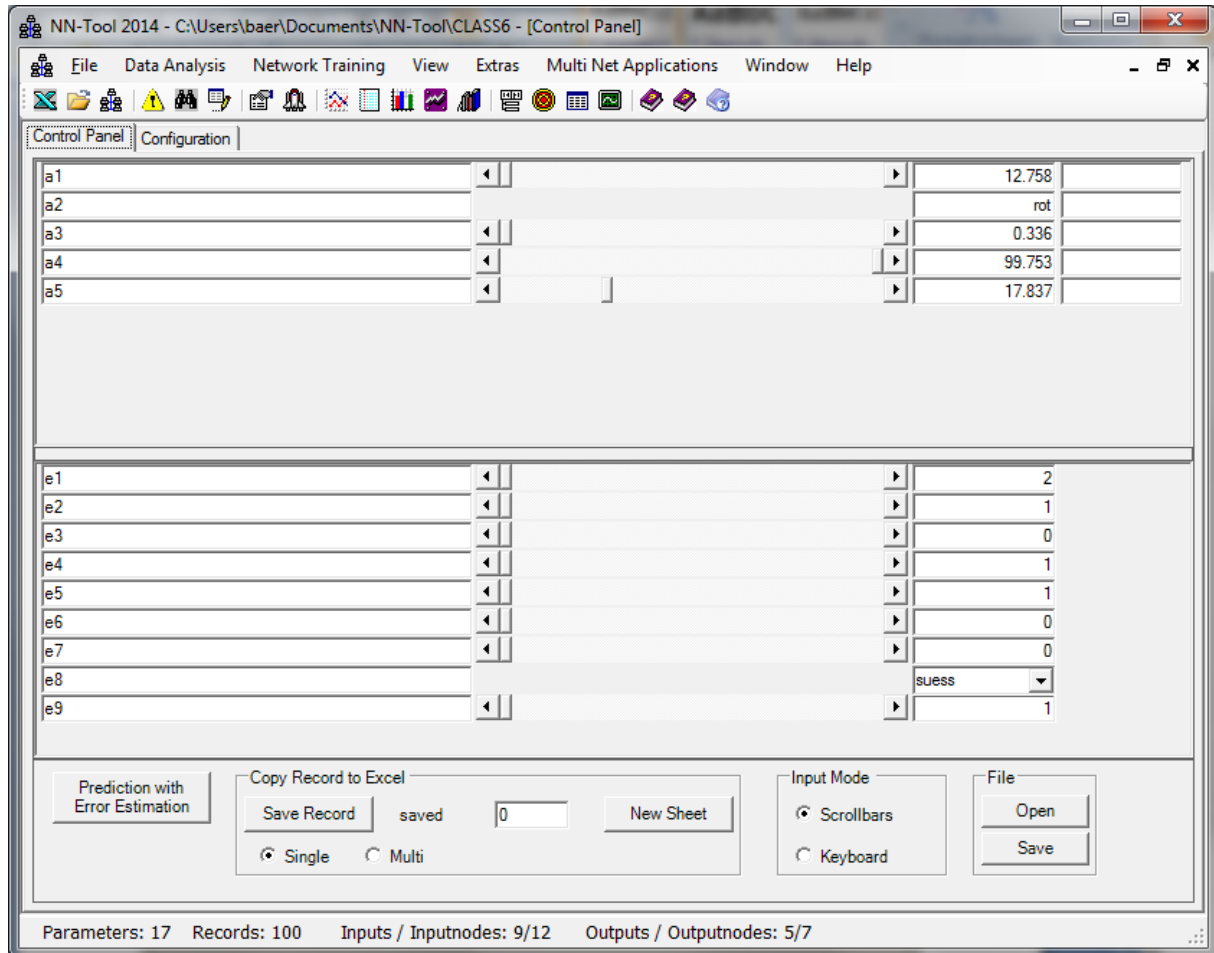 NN-Tool 2014 - C:\Users\baer\Documents\NN-Tool\CLASS6 - [Control Panel]
File Data Analysis Network Training View Extras Multi Net Applications Window Help
Control Panel Configuration
a1 12.758
a2 rot
a3 0.336
a4 99.753
a5 17.837
e1 2
e2 1
e3 0
e4 1
e5 1
e6 0
e7 0
e8 suess
e9 1
Prediction with
Error Estimation
Copy Record to Excel
Save Record saved 0 New Sheet
Single Multi
Input Mode
Scrollbars
Keyboard
File
Open
Save
Parameters: 17 Records: 100 Inputs / Inputnodes: 9/12 Outputs / Outputnodes: 5/7